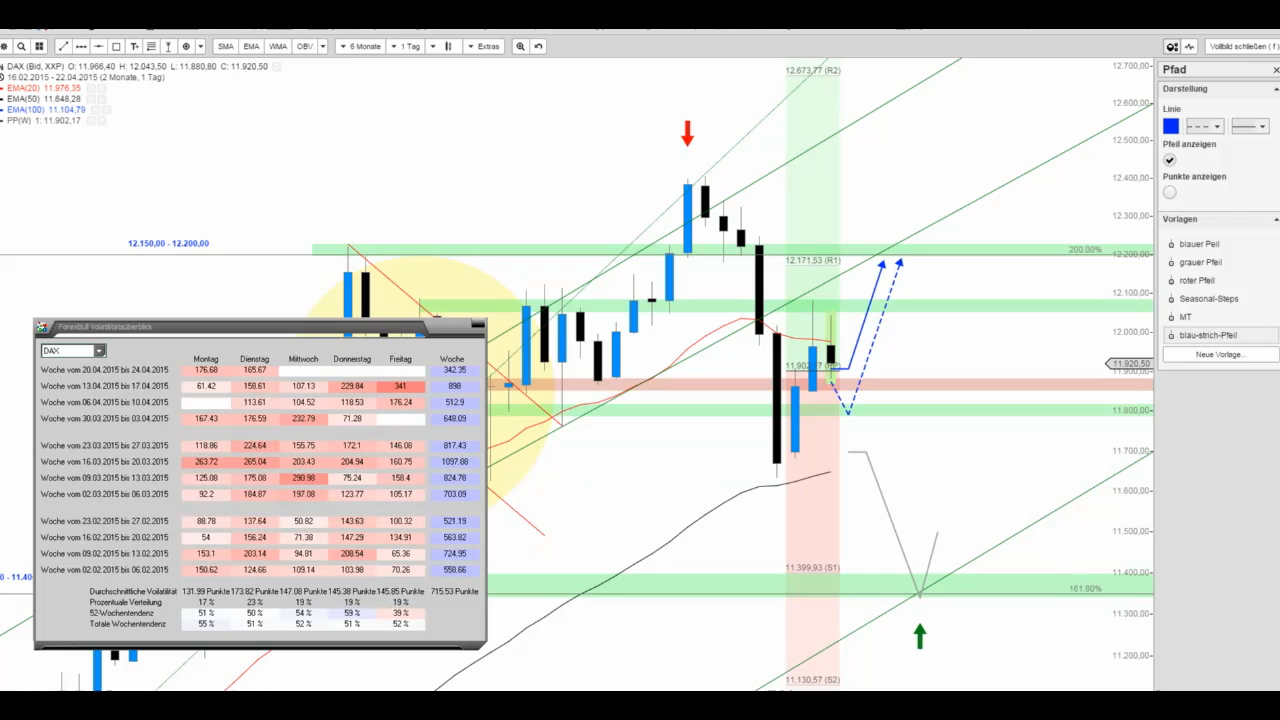 SMA EMA WMA OBV 6 Monate 1 Tag Extras Vollbild schließen ( f )
DAX (Bid, XXP) O: 11.966,40 H: 12.043,50 L: 11.880,80 C: 11.920,50
16.02.2015 - 22.04.2015 (2 Monate, 1 Tag)
EMA(20) 11.976,35
EMA(50) 11.648,28
EMA(100) 11.104,79
PP(W) 1: 11.902,17
12.673,77 (R2)
12.150,00 - 12.200,00
200.00%
12.171,53 (R1)
11.399,93 (S1)
161.80%
11.130,57 (S2)
12.700,00
12.600,00
12.500,00
12.400,00
12.300,00
12.200,00
12.100,00
12.000,00
11.920,50
11.800,00
11.700,00
11.600,00
11.500,00
11.400,00
11.300,00
11.200,00
Pfad
Darstellung
Linie
Pfeil anzeigen
Punkte anzeigen
Vorlagen
blauer Peil
grauer Pfeil
roter Pfeil
Seasonal-Steps
MT
blau-strich-Pfeil
Neue Vorlage...
ForexBull Volatilitätsüberblick
DAX
Montag Dienstag Mittwoch Donnerstag Freitag Woche
Woche vom 20.04.2015 bis 24.04.2015 176.68 165.67 342.35
Woche vom 13.04.2015 bis 17.04.2015 61.42 158.61 107.13 229.84 341 898
Woche vom 06.04.2015 bis 10.04.2015 113.61 104.52 118.53 176.24 512.9
Woche vom 30.03.2015 bis 03.04.2015 167.43 176.59 232.79 71.28 648.09
Woche vom 23.03.2015 bis 27.03.2015 118.86 224.64 155.75 172.1 146.08 817.43
Woche vom 16.03.2015 bis 20.03.2015 263.72 265.04 203.43 204.94 160.75 1097.88
Woche vom 09.03.2015 bis 13.03.2015 125.08 175.08 290.98 75.24 158.4 824.78
Woche vom 02.03.2015 bis 06.03.2015 92.2 184.87 197.08 123.77 105.17 703.09
Woche vom 23.02.2015 bis 27.02.2015 88.78 137.64 50.82 143.63 100.32 521.19
Woche vom 16.02.2015 bis 20.02.2015 54 156.24 71.38 147.29 134.91 563.82
Woche vom 09.02.2015 bis 13.02.2015 153.1 203.14 94.81 208.54 65.36 724.95
Woche vom 02.02.2015 bis 06.02.2015 150.62 124.66 109.14 103.98 70.26 558.66
Durchschnittliche Volatilität 131.99 Punkte 173.82 Punkte 147.08 Punkte 145.38 Punkte 145.85 Punkte 715.53 Punkte
Prozentuale Verteilung 17 % 23 % 19 % 19 % 19 %
52-Wochentendenz 51 % 50 % 54 % 59 % 39 %
Totale Wochentendenz 55 % 51 % 52 % 51 % 52 %